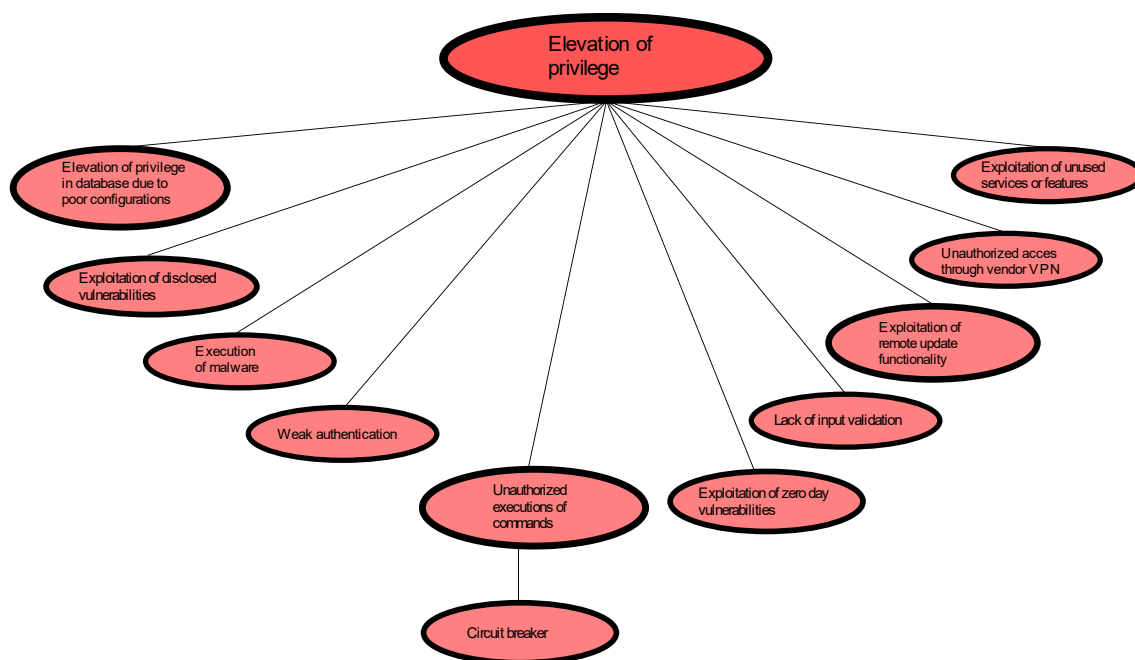 Elevation of
privilege
Elevation of privilege
in database due to
poor configurations
Exploitation of unused
services or features
Exploitation of disclosed
vulnerabilities
Unauthorized acces
through vendor VPN
Execution
of malware
Exploitation of
remote update
functionality
Weak authentication
Lack of input validation
Unauthorized
executions of
commands
Exploitation of zero day
vulnerabilities
Circuit breaker